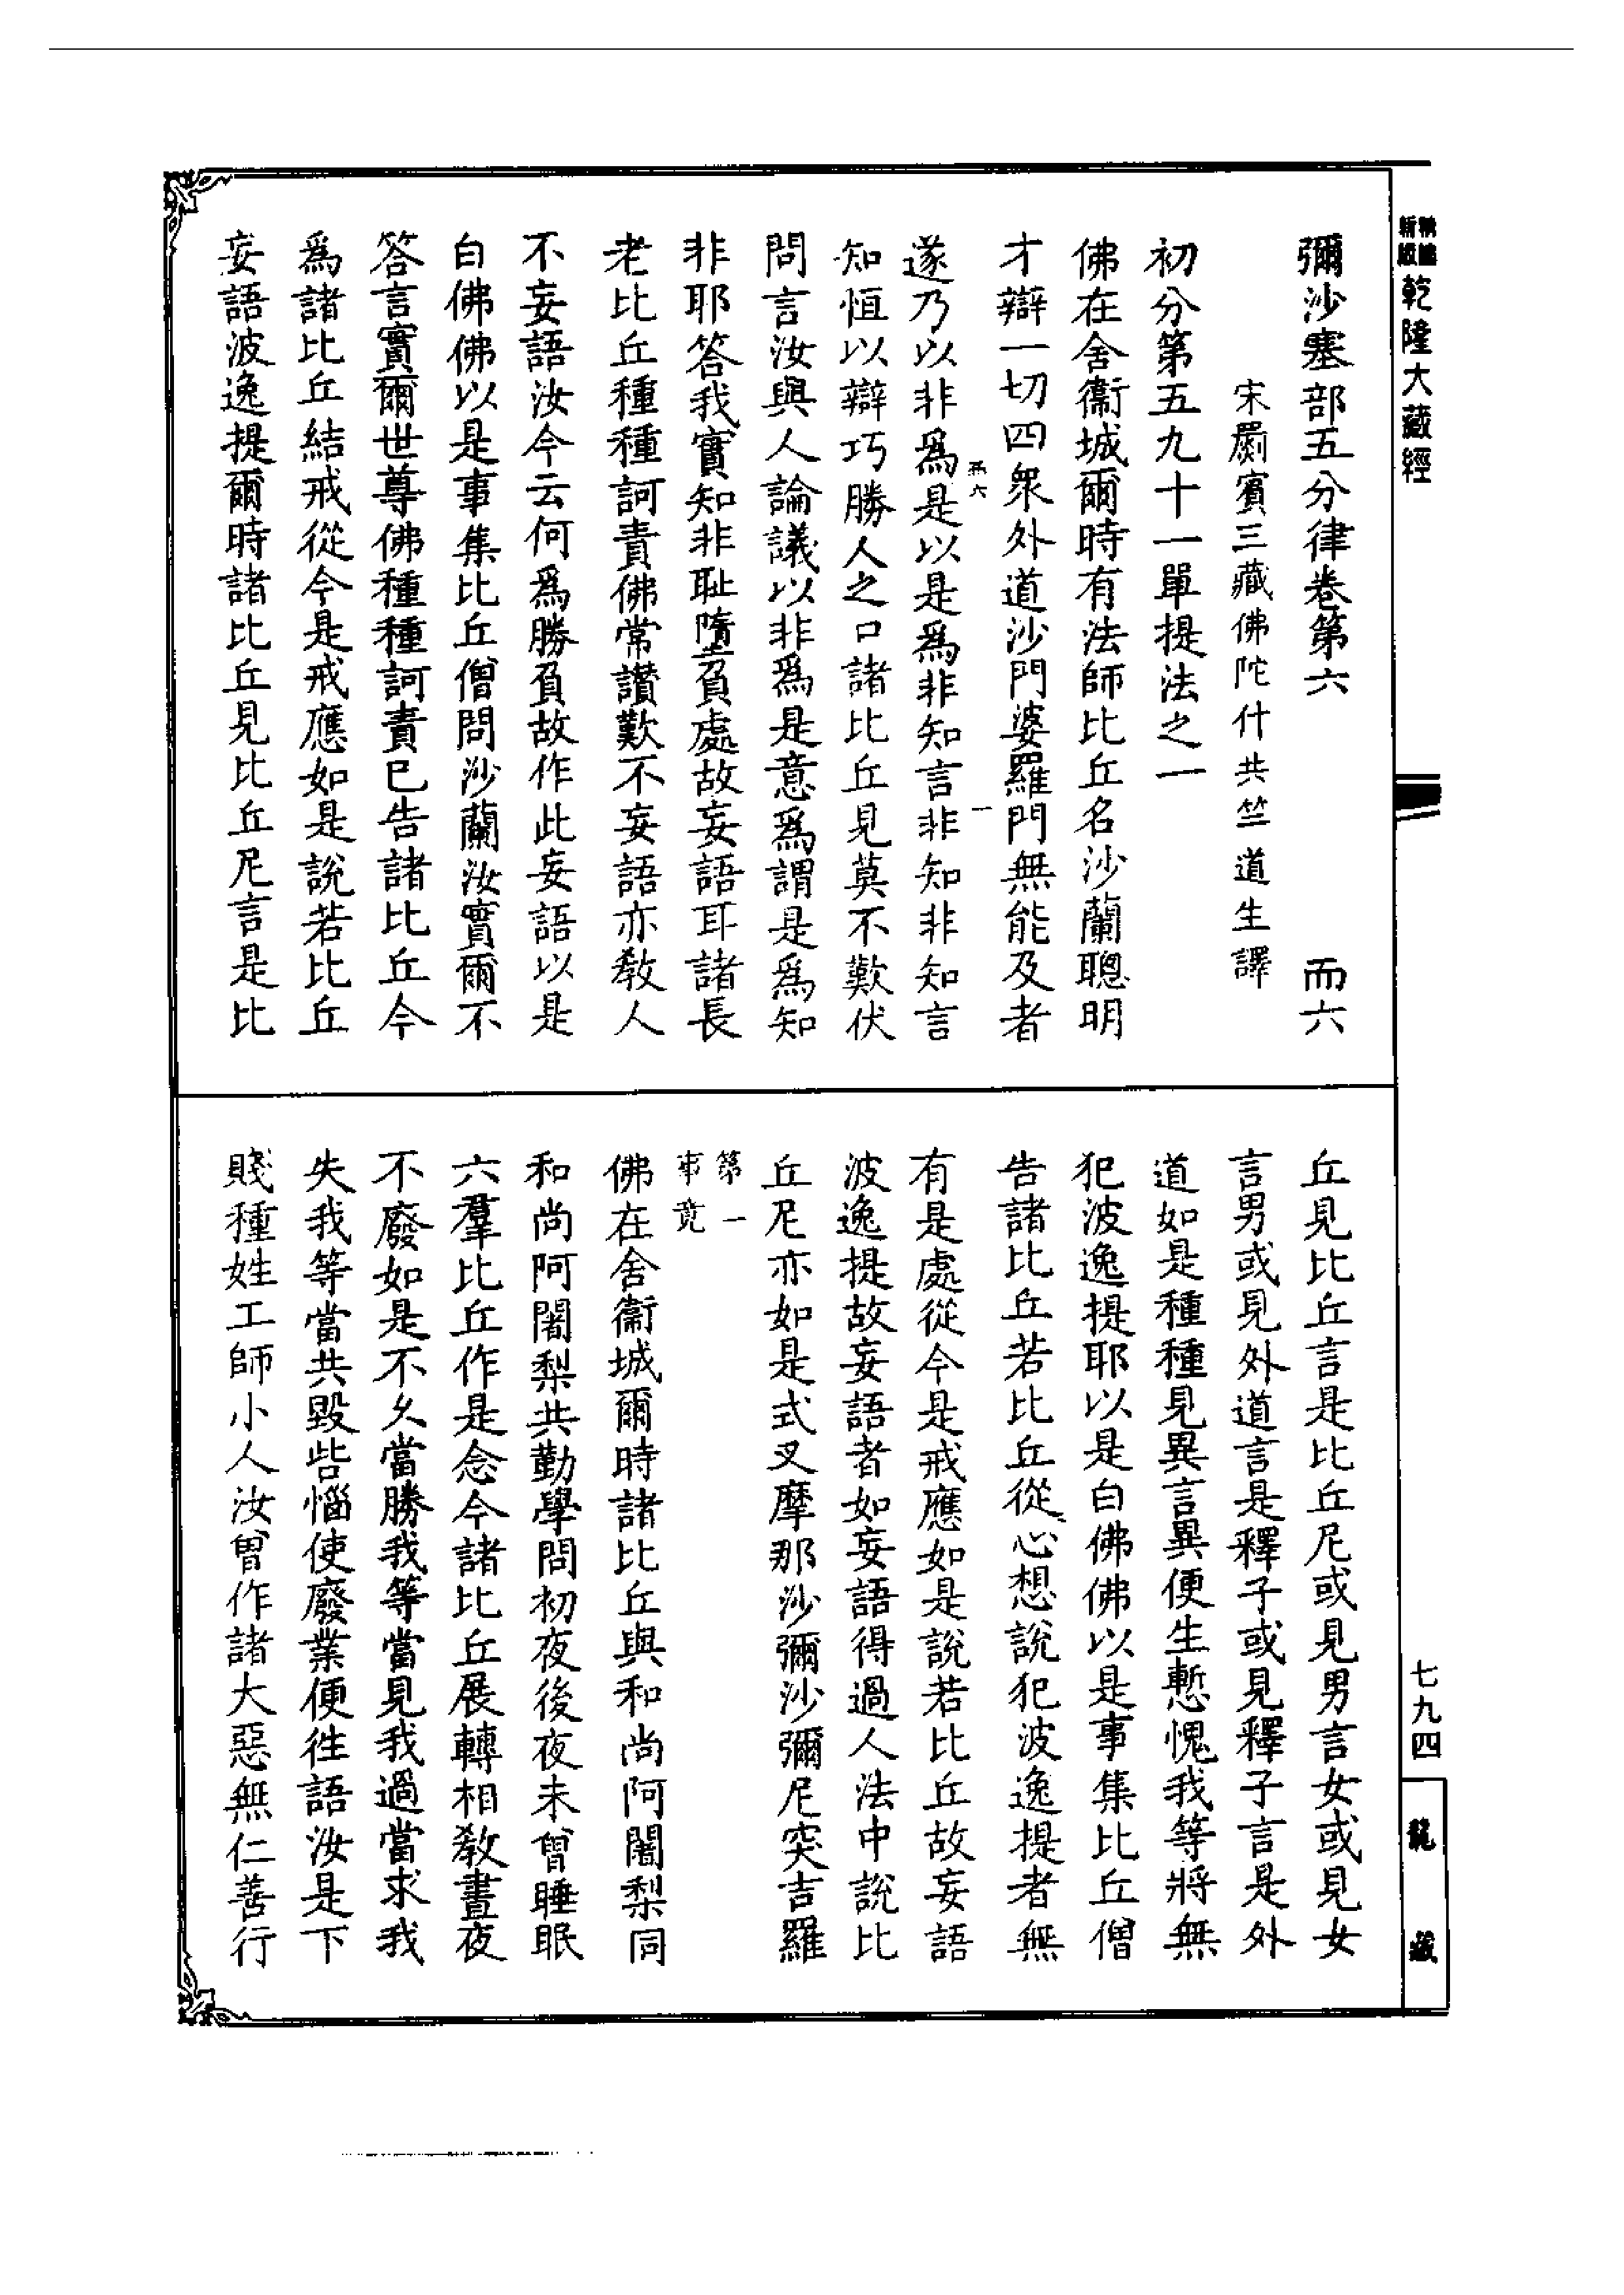 乾隆大藏經
彌沙塞部五分律卷第六 而六
宋罽賓三藏佛陀什共竺道生譯
初分第五九十一單提法之一
佛在舍衞城爾時有法師比丘名沙蘭聰明
才辯一切四衆外道沙門婆羅門無能及者
遂乃以非爲是以是爲非知言非知非知言
知恒以辯巧勝人之口諸比丘見莫不歎伏
問言汝與人論議以非爲是意爲謂是爲知
非耶答我實知非耻墮負處故妄語耳諸長
老比丘種種訶責佛常讚歎不妄語亦教人
不妄語汝今云何爲勝負故作此妄語以是
白佛佛以是事集比丘僧問沙蘭汝實爾不
答言實爾世尊佛種種訶責已告諸比丘今
爲諸比丘結戒從今是戒應如是說若比丘
妄語波逸提爾時諸比丘見比丘尼言是比
丘見比丘言是比丘尼或見男言女或見女
言男或見外道言是釋子或見釋子言是外
道如是種種見異言異便生慙愧我等將無
犯波逸提耶以是白佛佛以是事集比丘僧
告諸比丘若比丘從心想說犯波逸提者無
有是處從今是戒應如是說若比丘故妄語
波逸提故妄語者如妄語得過人法中說比
丘尼亦如是式叉摩那沙彌沙彌尼突吉羅
第一
事竟
佛在舍衞城爾時諸比丘與和尚阿闍梨同
和尚阿闍梨共勤學問初夜後夜未曾睡眠
六羣比丘作是念今諸比丘展轉相教晝夜
不廢如是不久當勝我等當見我過當求我
失我等當共毀呰惱使廢業便往語汝是下
賤種姓工師小人汝曾作諸大惡無仁善行
七九四
龍藏